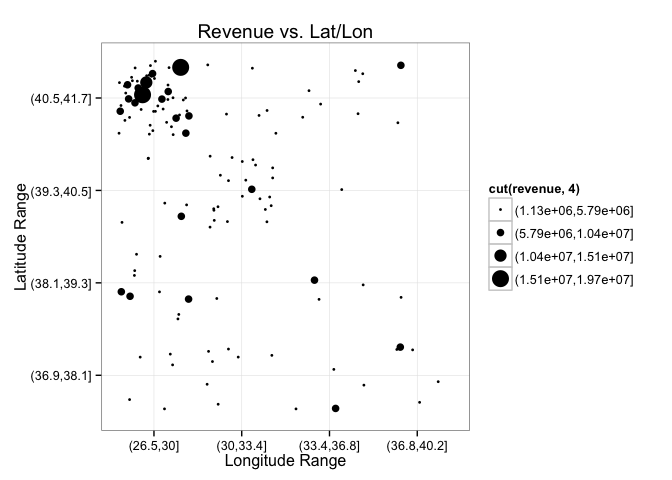 Revenue vs. Lat/Lon
Latitude Range
(40.5,41.7]
(39.3,40.5]
(38.1,39.3]
(36.9,38.1]
(26.5,30]
(30,33.4]
(33.4,36.8]
(36.8,40.2]
Longitude Range
cut(revenue, 4)
(1.13e+06,5.79e+06]
(5.79e+06,1.04e+07]
(1.04e+07,1.51e+07]
(1.51e+07,1.97e+07]